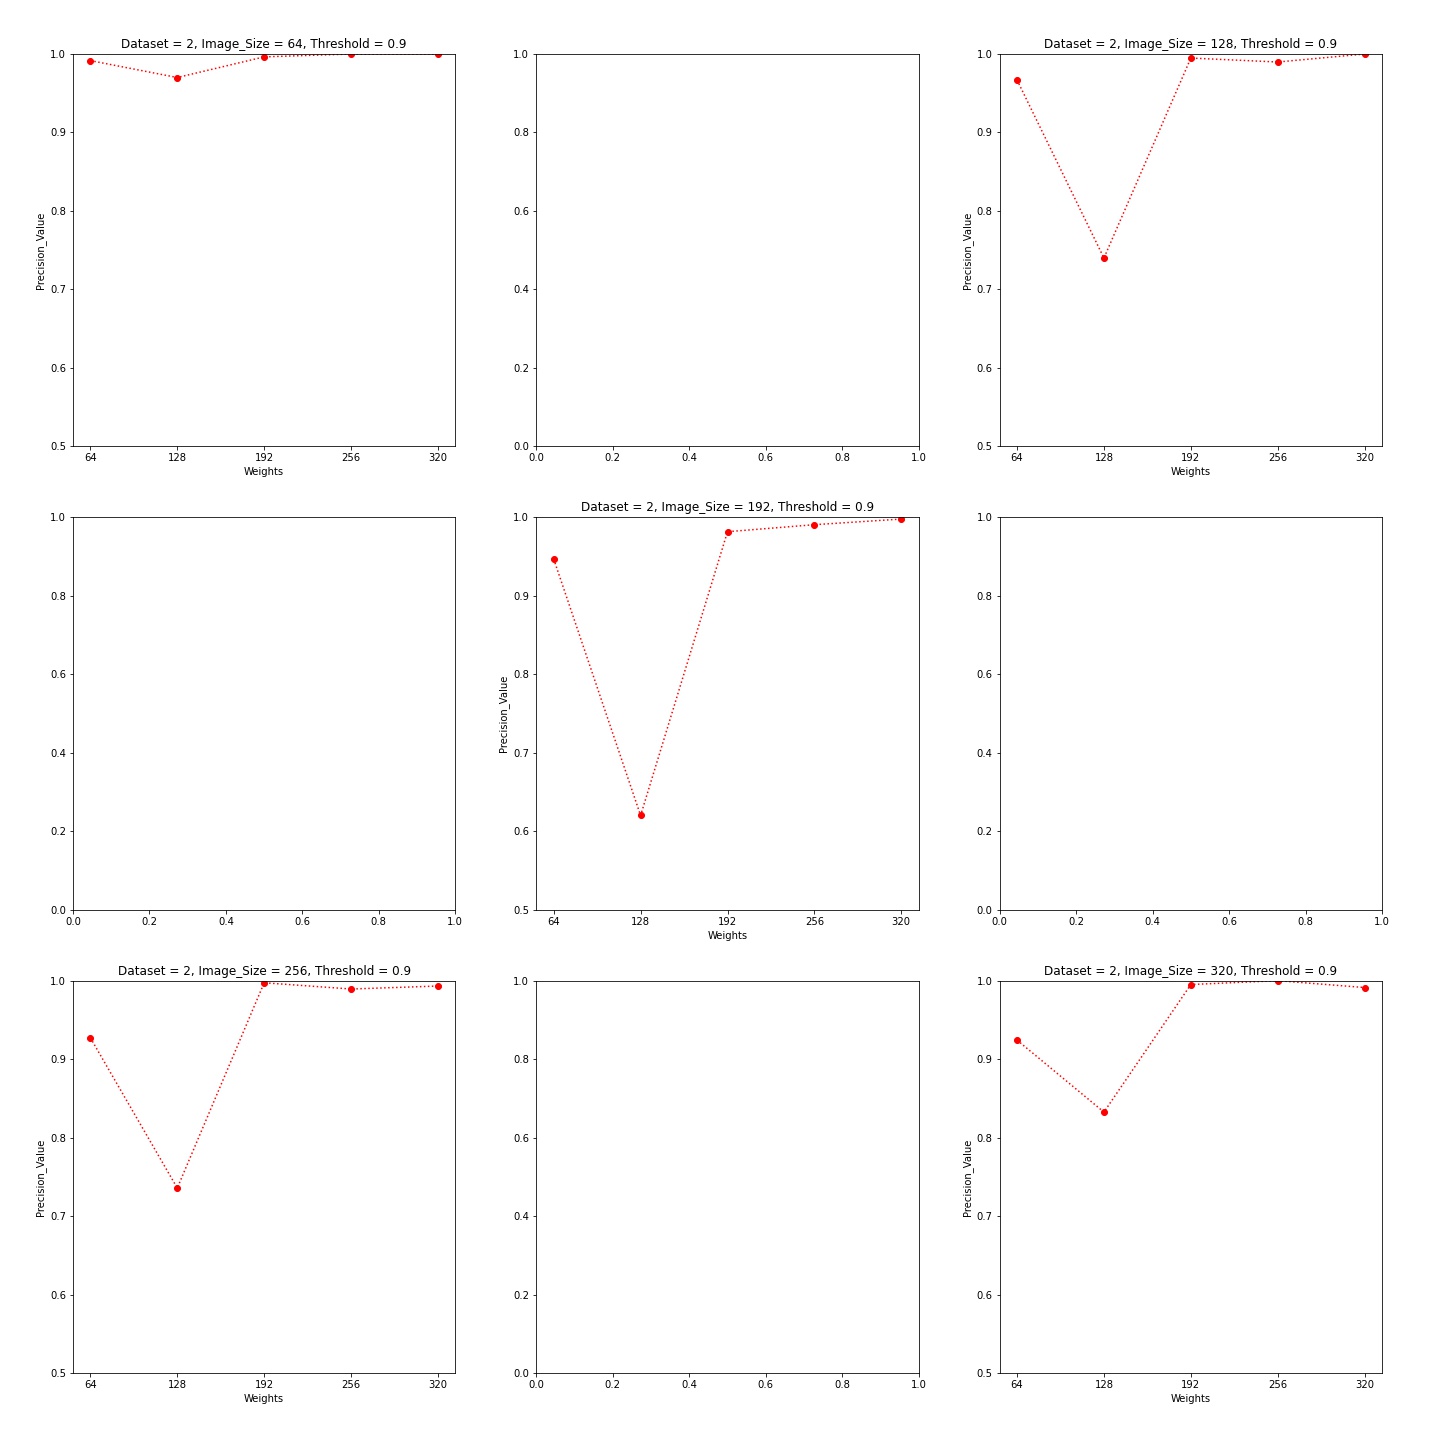 Dataset = 2, Image_Size = 64, Threshold = 0.9
Precision_Value
1.0
0.9
0.8
0.7
0.6
0.5
64 128 192 256 320
Weights
1.0
0.8
0.6
0.4
0.2
0.0
0.0 0.2 0.4 0.6 0.8 1.0
Dataset = 2, Image_Size = 128, Threshold = 0.9
Precision_Value
1.0
0.9
0.8
0.7
0.6
0.5
64 128 192 256 320
Weights
1.0
0.8
0.6
0.4
0.2
0.0
0.0 0.2 0.4 0.6 0.8 1.0
Dataset = 2, Image_Size = 192, Threshold = 0.9
Precision_Value
1.0
0.9
0.8
0.7
0.6
0.5
64 128 192 256 320
Weights
1.0
0.8
0.6
0.4
0.2
0.0
0.0 0.2 0.4 0.6 0.8 1.0
Dataset = 2, Image_Size = 256, Threshold = 0.9
Precision_Value
1.0
0.9
0.8
0.7
0.6
0.5
64 128 192 256 320
Weights
1.0
0.8
0.6
0.4
0.2
0.0
0.0 0.2 0.4 0.6 0.8 1.0
Dataset = 2, Image_Size = 320, Threshold = 0.9
Precision_Value
1.0
0.9
0.8
0.7
0.6
0.5
64 128 192 256 320
Weights